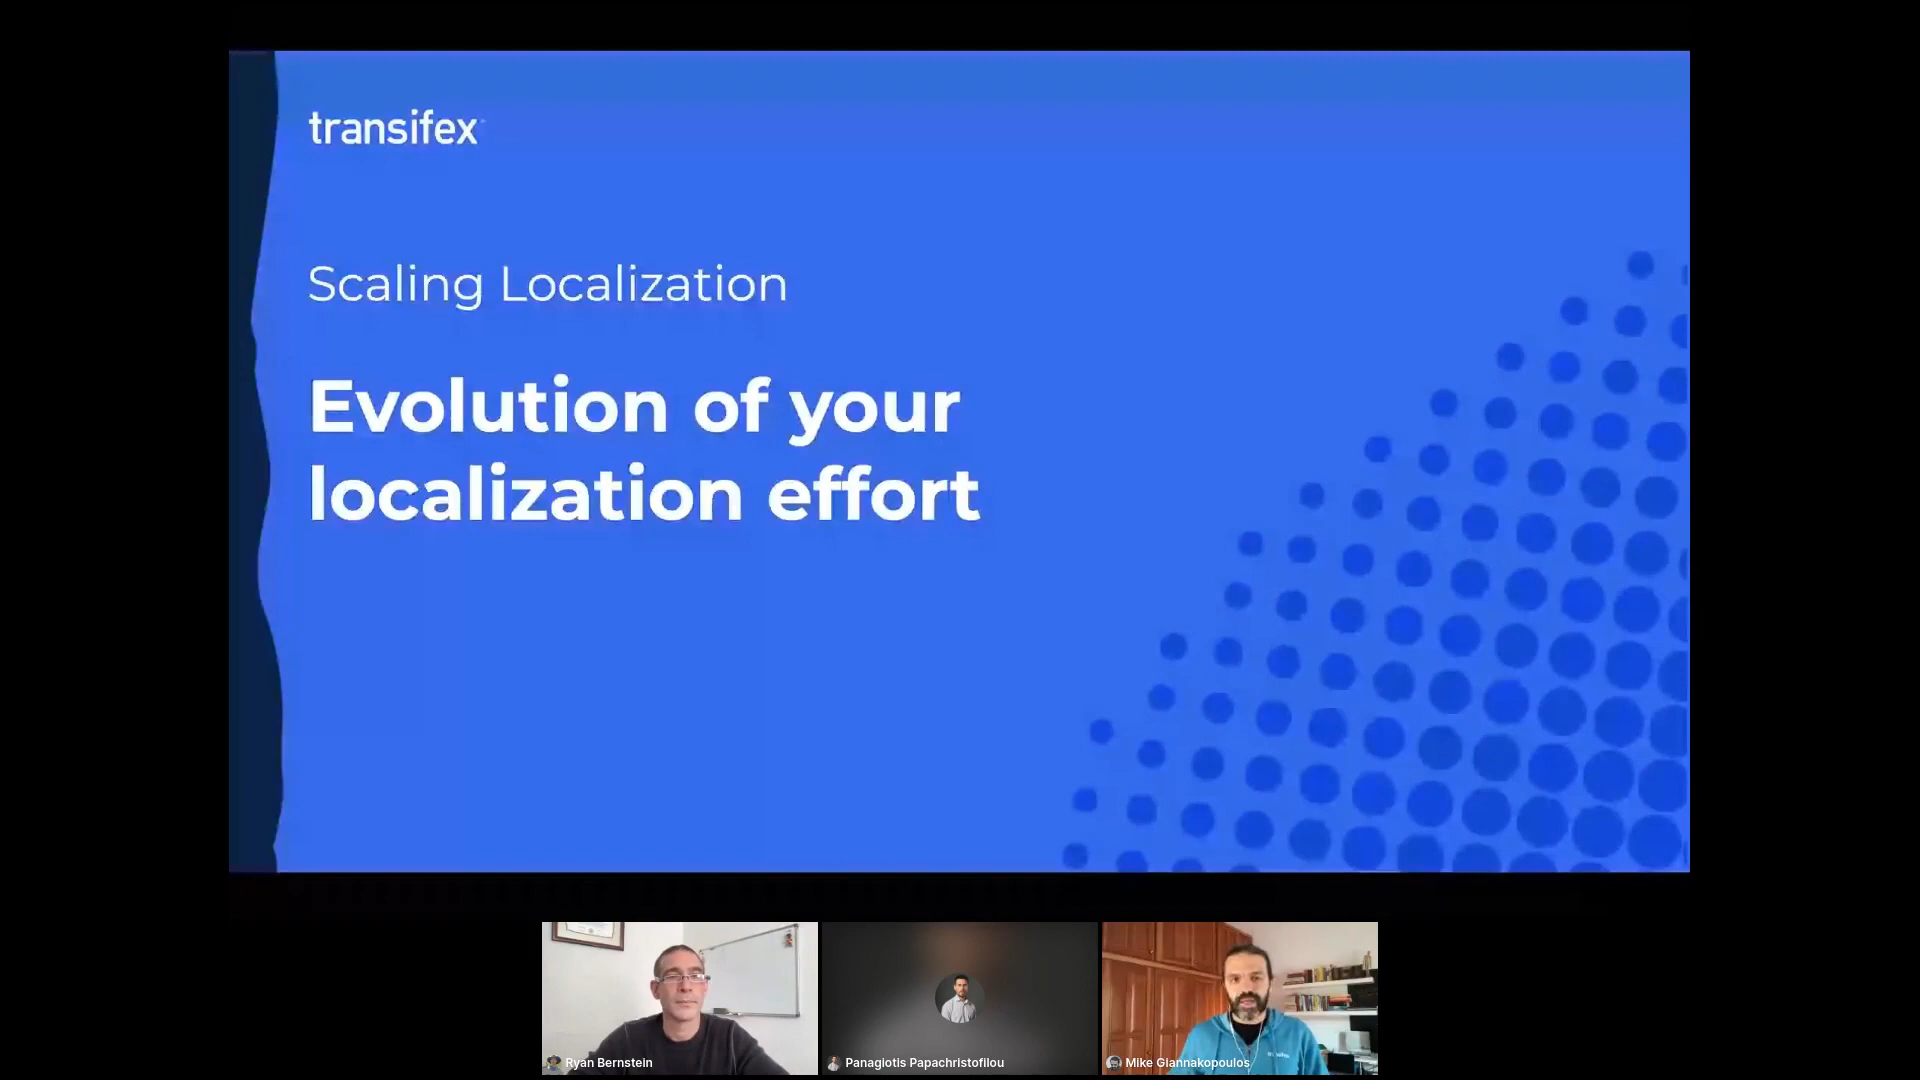 transifex
Scaling Localization
Evolution of your
localization effort
Ryan Bernstein
Panagiotis Papachristofilou
Mike Giannakopoulos